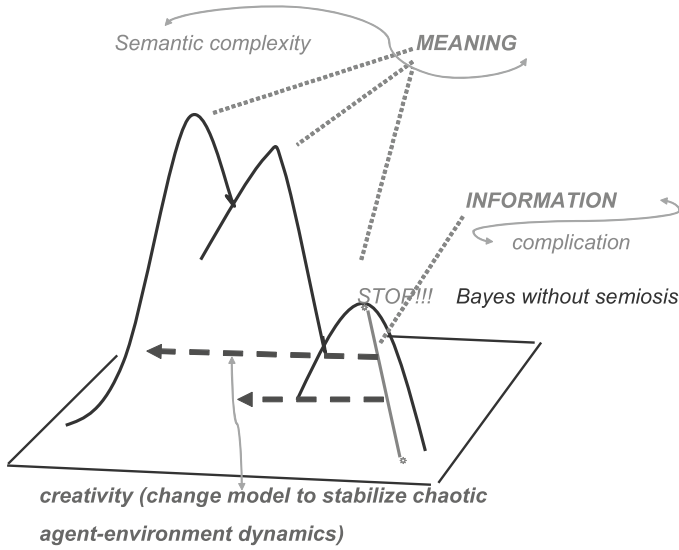 Semantic complexity
MEANING
INFORMATION
complication
STOP!!!
Bayes without semiosis
creativity (change model to stabilize chaotic
agent-environment dynamics)